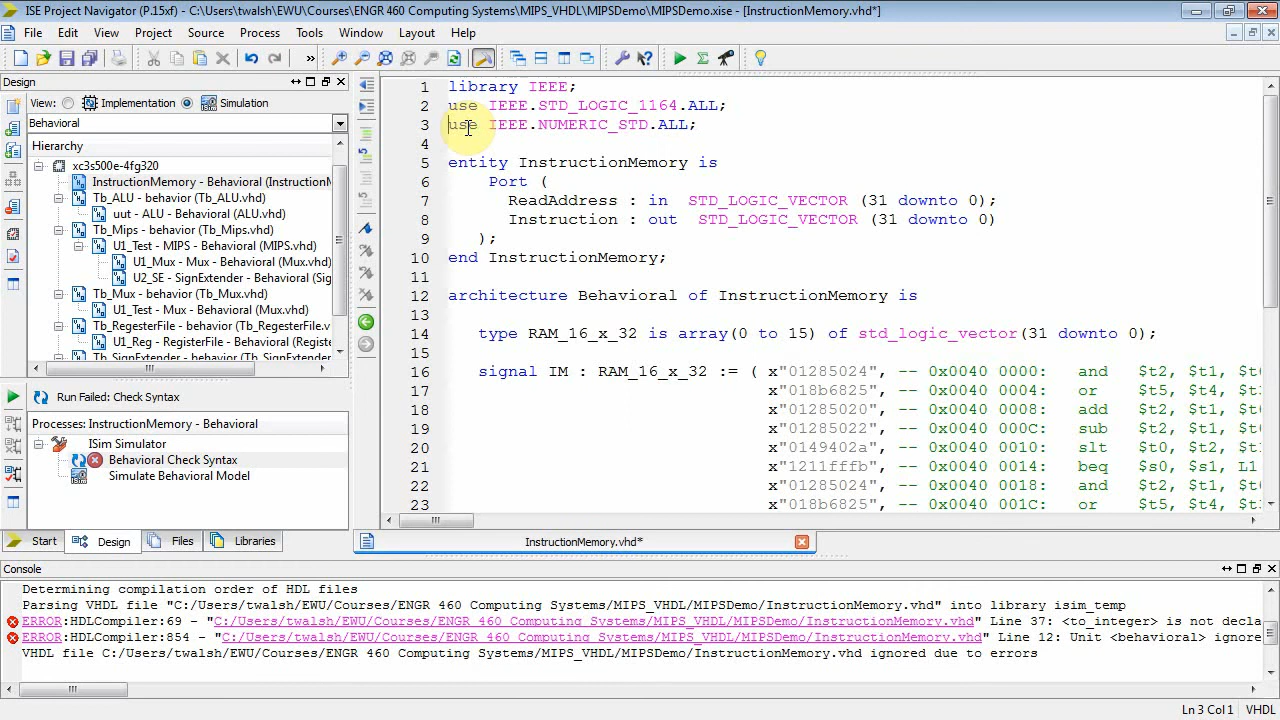 ISE Project Navigator (P.15xf) - C:\Users\twalsh\EWU\Courses\ENGR 460 Computing Systems\MIPS_VHDL\MIPSDemo\MIPSDemo.xise - [InstructionMemory.vhd*]
File Edit View Project Source Process Tools Window Layout Help
Design
View: Implementation Simulation
Behavioral
Hierarchy
InstructionMemory - Behavioral (InstructionM
Tb_ALU - behavior (Tb_ALU.vhd)
uut - ALU - Behavioral (ALU.vhd)
Tb_Mips - behavior (Tb_Mips.vhd)
U1_Test - MIPS - Behavioral (MIPS.vhd)
U1_Mux - Mux - Behavioral (Mux.vhd)
U2_SE - SignExtender - Behavioral (Sig
Tb_Mux - behavior (Tb_Mux.vhd)
U1_Test - Mux - Behavioral (Mux.vhd)
Tb_RegesterFile - behavior (Tb_RegesterFile.v
U1_Reg - RegisterFile - Behavioral (Register
Tb_SignExtender - behavior (Tb_SignExtender
Run Failed: Check Syntax
Processes: InstructionMemory - Behavioral
ISim Simulator
Behavioral Check Syntax
Simulate Behavioral Model
Start Design Files Libraries
1 library IEEE;
2 use IEEE.STD_LOGIC_1164.ALL;
3 use IEEE.NUMERIC_STD.ALL;
4
5 entity InstructionMemory is
6 Port (
7 ReadAddress : in STD_LOGIC_VECTOR (31 downto 0);
8 Instruction : out STD_LOGIC_VECTOR (31 downto 0)
9 );
10 end InstructionMemory;
11
12 architecture Behavioral of InstructionMemory is
13
14 type RAM_16_x_32 is array(0 to 15) of std_logic_vector(31 downto 0);
15
16 signal IM : RAM_16_x_32 := ( x"01285024", -- 0x0040 0000: and $t2, $t1, $t
17 x"018b6825", -- 0x0040 0004: or $t5, $t4, $t
18 x"01285020", -- 0x0040 0008: add $t2, $t1, $t
19 x"01285022", -- 0x0040 000C: sub $t2, $t1, $t
20 x"0149402a", -- 0x0040 0010: slt $t0, $t2, $t
21 x"1211fffb", -- 0x0040 0014: beq $s0, $s1, L1
22 x"01285024", -- 0x0040 0018: and $t2, $t1, $t
23 x"018b6825", -- 0x0040 001C: or $t5, $t4, $t
InstructionMemory.vhd*
Console
Determining compilation order of HDL files
Parsing VHDL file "C:/Users/twalsh/EWU/Courses/ENGR 460 Computing Systems/MIPS_VHDL/MIPSDemo/InstructionMemory.vhd" into library isim_temp
ERROR:HDLCompiler:69 - "C:/Users/twalsh/EWU/Courses/ENGR 460 Computing Systems/MIPS_VHDL/MIPSDemo/InstructionMemory.vhd" Line 37: <to_integer> is not decla
ERROR:HDLCompiler:854 - "C:/Users/twalsh/EWU/Courses/ENGR 460 Computing Systems/MIPS_VHDL/MIPSDemo/InstructionMemory.vhd" Line 12: Unit <behavioral> ignore
VHDL file C:/Users/twalsh/EWU/Courses/ENGR 460 Computing Systems/MIPS_VHDL/MIPSDemo/InstructionMemory.vhd ignored due to errors
Ln 3 Col 1 VHDL